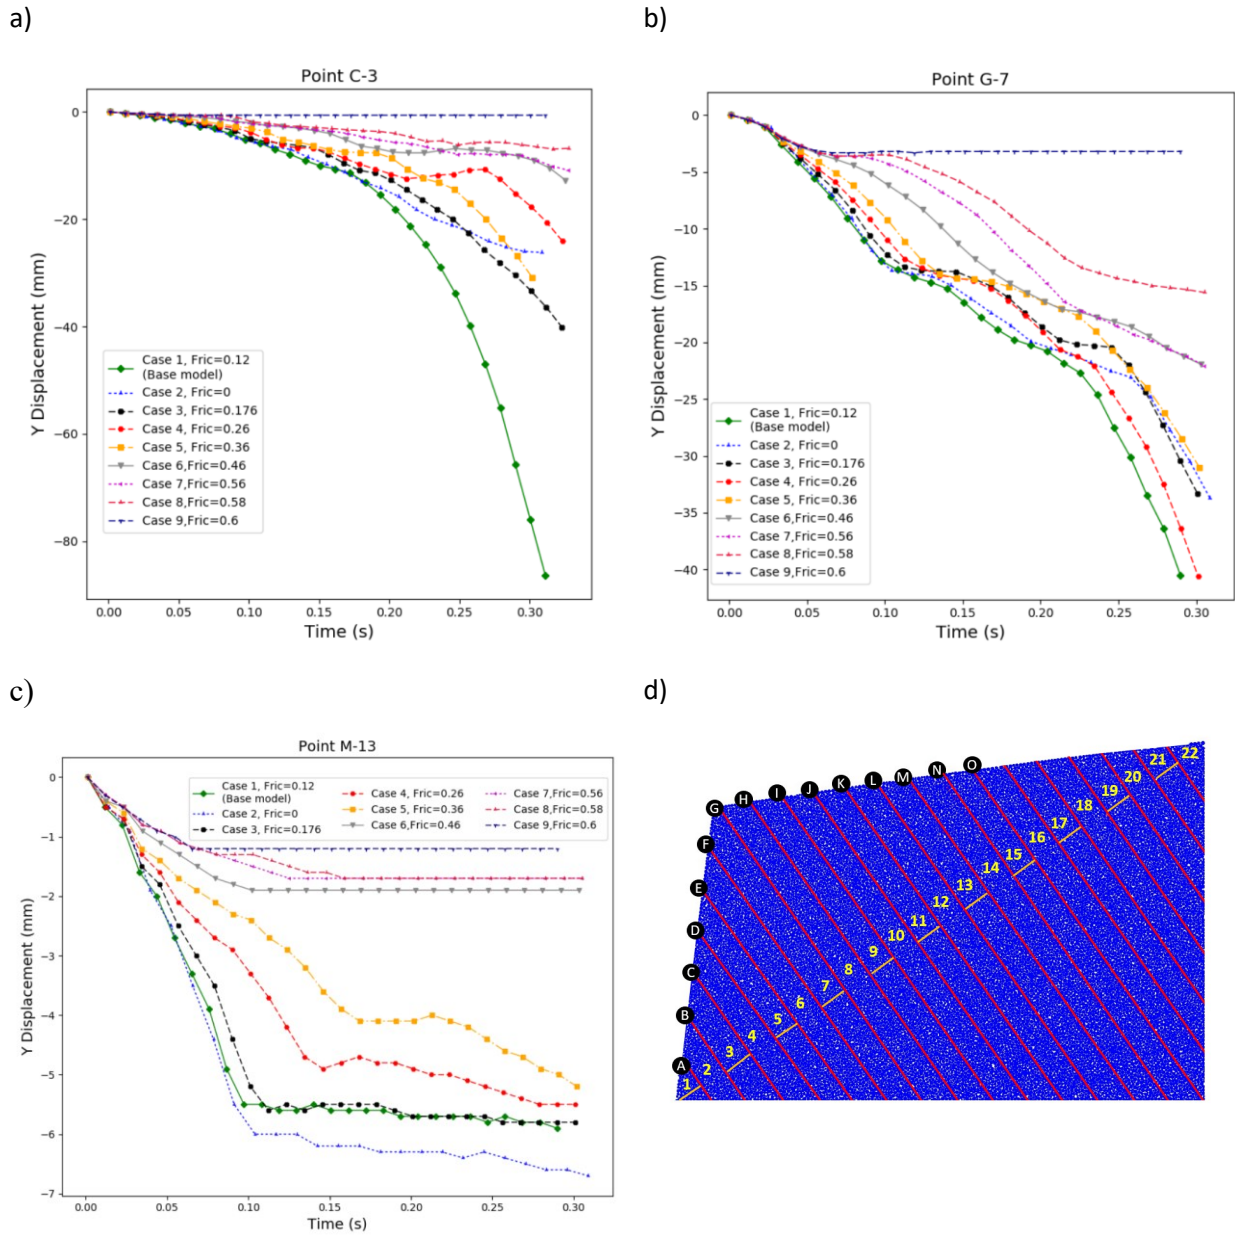 a)
Point C-3
0
−20
−40
−60
−80
Y Displacement (mm)
Case 1, Fric=0.12
(Base model)
Case 2, Fric=0
Case 3, Fric=0.176
Case 4, Fric=0.26
Case 5, Fric=0.36
Case 6,Fric=0.46
Case 7,Fric=0.56
Case 8,Fric=0.58
Case 9,Fric=0.6
0.00 0.05 0.10 0.15 0.20 0.25 0.30
Time (s)
b)
Point G-7
0
−5
−10
−15
−20
−25
−30
−35
−40
Y Displacement (mm)
Case 1, Fric=0.12
(Base model)
Case 2, Fric=0
Case 3, Fric=0.176
Case 4, Fric=0.26
Case 5, Fric=0.36
Case 6,Fric=0.46
Case 7,Fric=0.56
Case 8,Fric=0.58
Case 9,Fric=0.6
0.00 0.05 0.10 0.15 0.20 0.25 0.30
Time (s)
c)
Point M-13
0
−1
−2
−3
−4
−5
−6
−7
Y Displacement (mm)
Case 1, Fric=0.12
(Base model)
Case 2, Fric=0
Case 3, Fric=0.176
Case 4, Fric=0.26
Case 5, Fric=0.36
Case 6,Fric=0.46
Case 7,Fric=0.56
Case 8,Fric=0.58
Case 9,Fric=0.6
0.00 0.05 0.10 0.15 0.20 0.25 0.30
Time (s)
d)
A
B
C
D
E
F
G
H
I
J
K
L
M
N
O
1
2
3
4
5
6
7
8
9
10
11
12
13
14
15
16
17
18
19
20
21
22